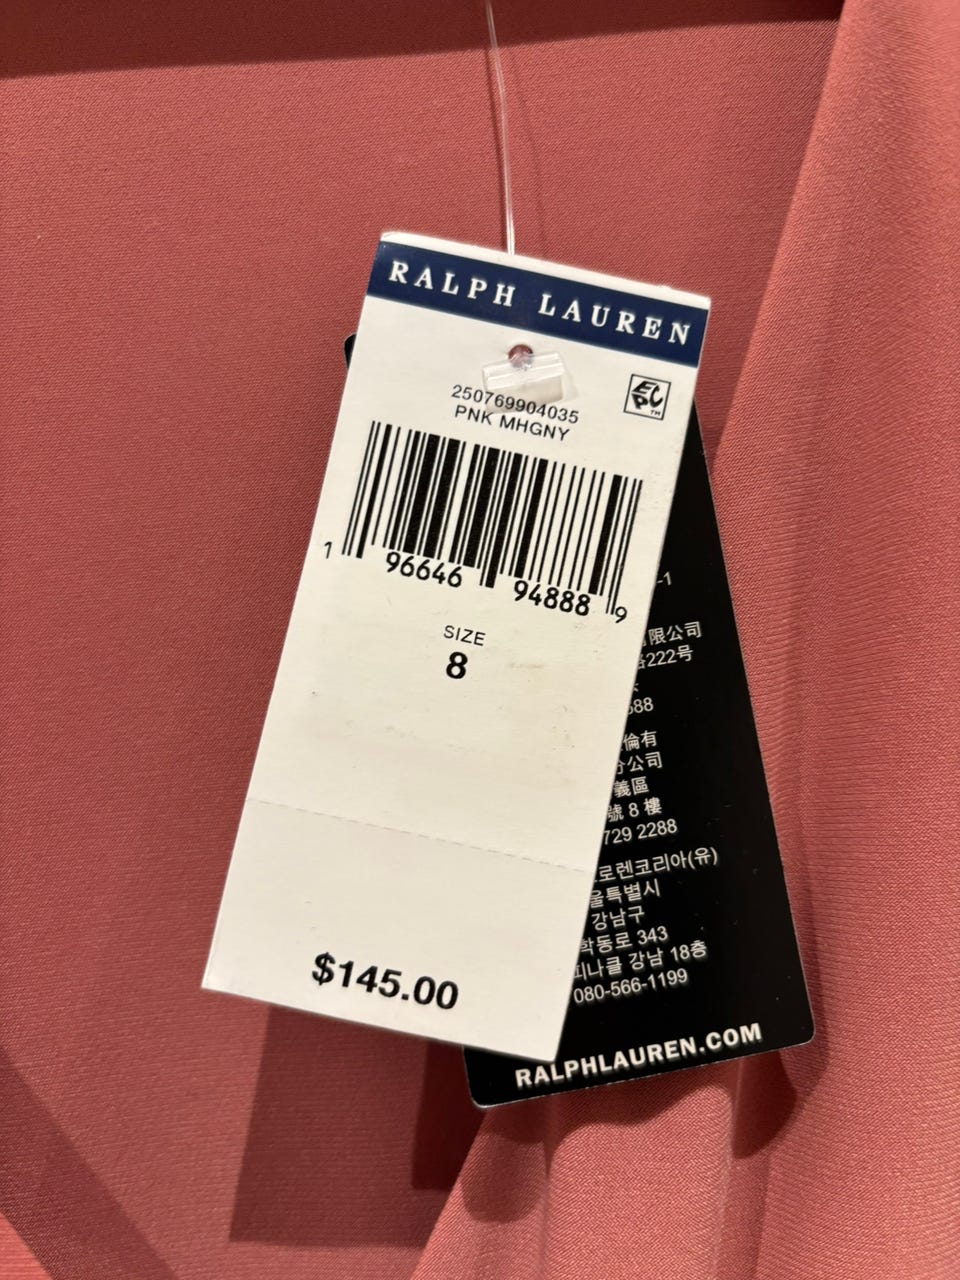 RALPH LAUREN
250769904035
PNK MHGNY
1 96646 94888 9
SIZE
8
$145.00
-1
限公司
222号
588
倫有
公司
義區
號 8 樓
729 2288
로렌코리아(유)
울특별시
강남구
학동로 343
피나클 강남 18층
080-566-1199
RALPHLAUREN.COM